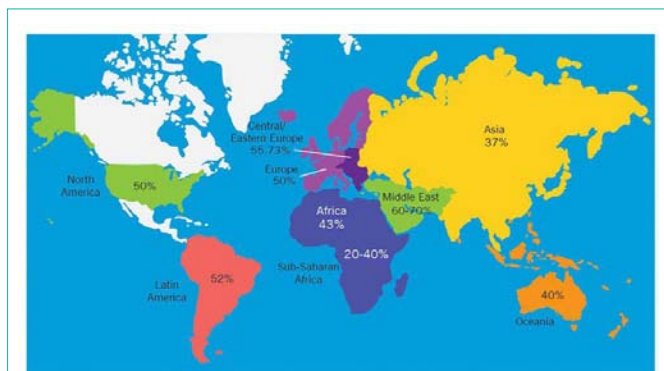 Central/
Eastern Europe
55.73%
Asia
37%
Europe
50%
North
America
50%
Middle East
60-70%
Africa
43%
20-40%
Sub-Saharan
Africa
52%
Latin
America
40%
Oceania